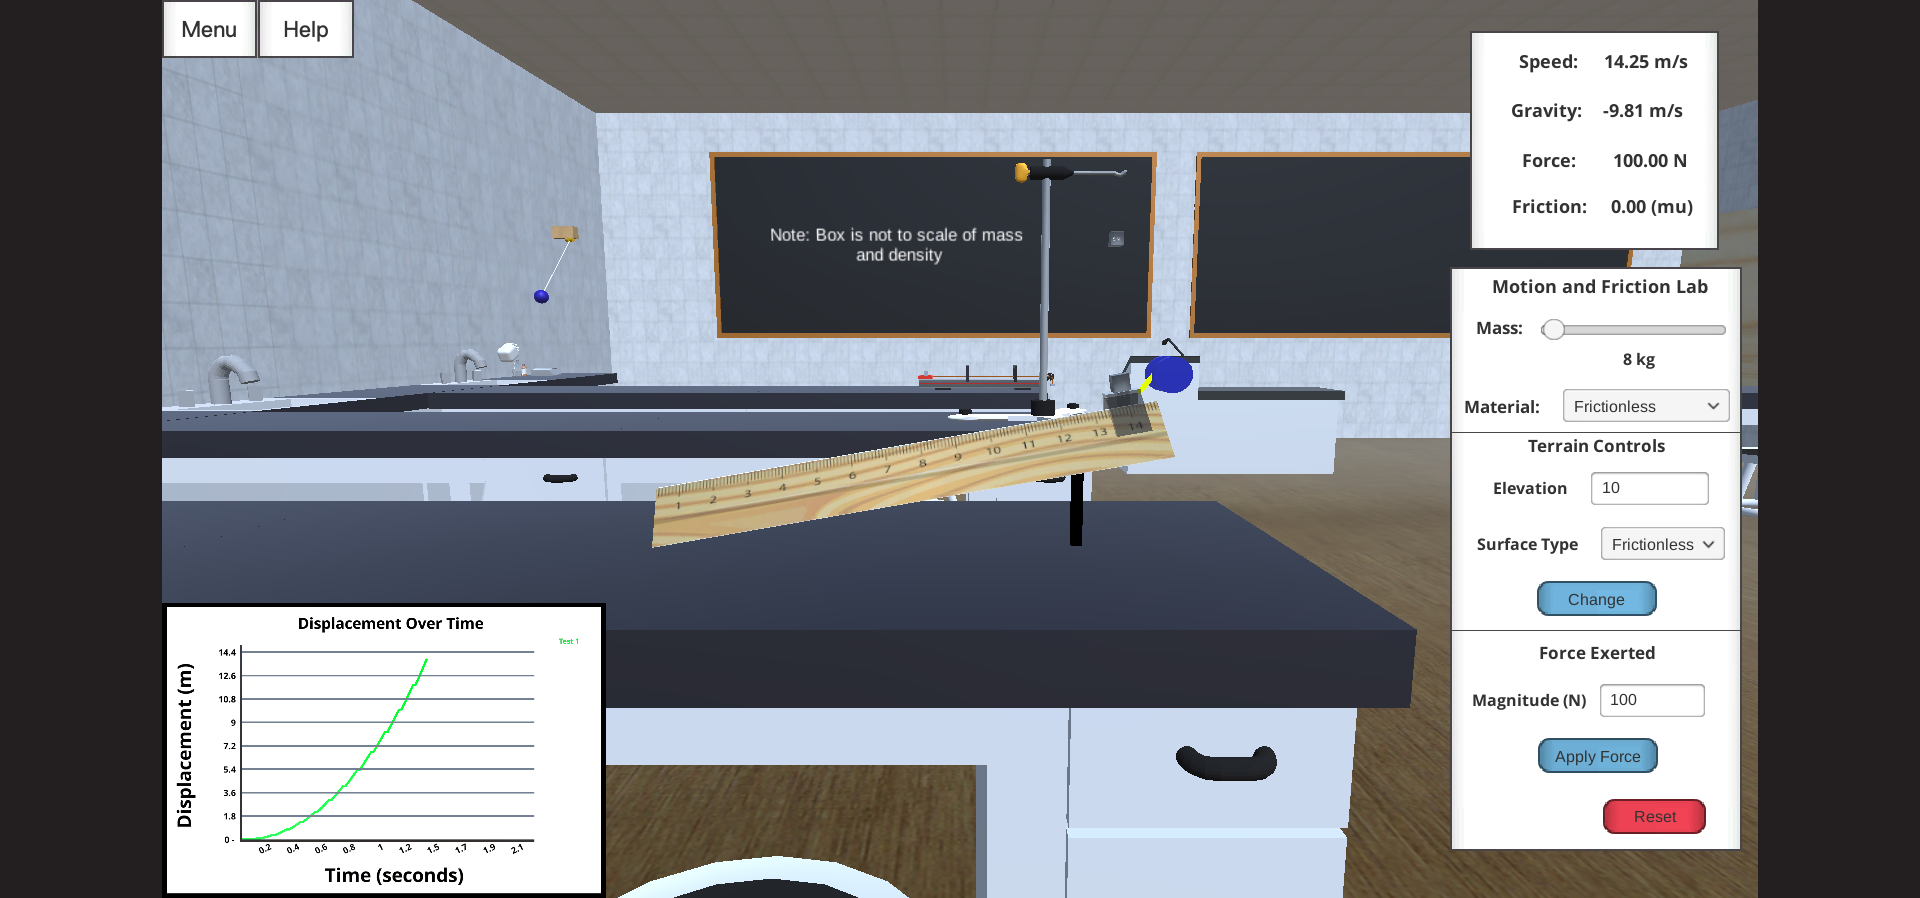 Menu
Help
Speed: 14.25 m/s
Gravity: -9.81 m/s
Force: 100.00 N
Friction: 0.00 (mu)
Note: Box is not to scale of mass
and density
Motion and Friction Lab
Mass:
8 kg
Material: Frictionless
Terrain Controls
Elevation 10
Surface Type Frictionless
Change
Force Exerted
Magnitude (N) 100
Apply Force
Reset
1 2 3 4 5 6 7 8 9 10 11 12 13 14
Displacement Over Time
Test 1
Displacement (m)
14.4
12.6
10.8
9
7.2
5.4
3.6
1.8
0 -
0.2 0.4 0.6 0.8 1 1.2 1.5 1.7 1.9 2.1
Time (seconds)